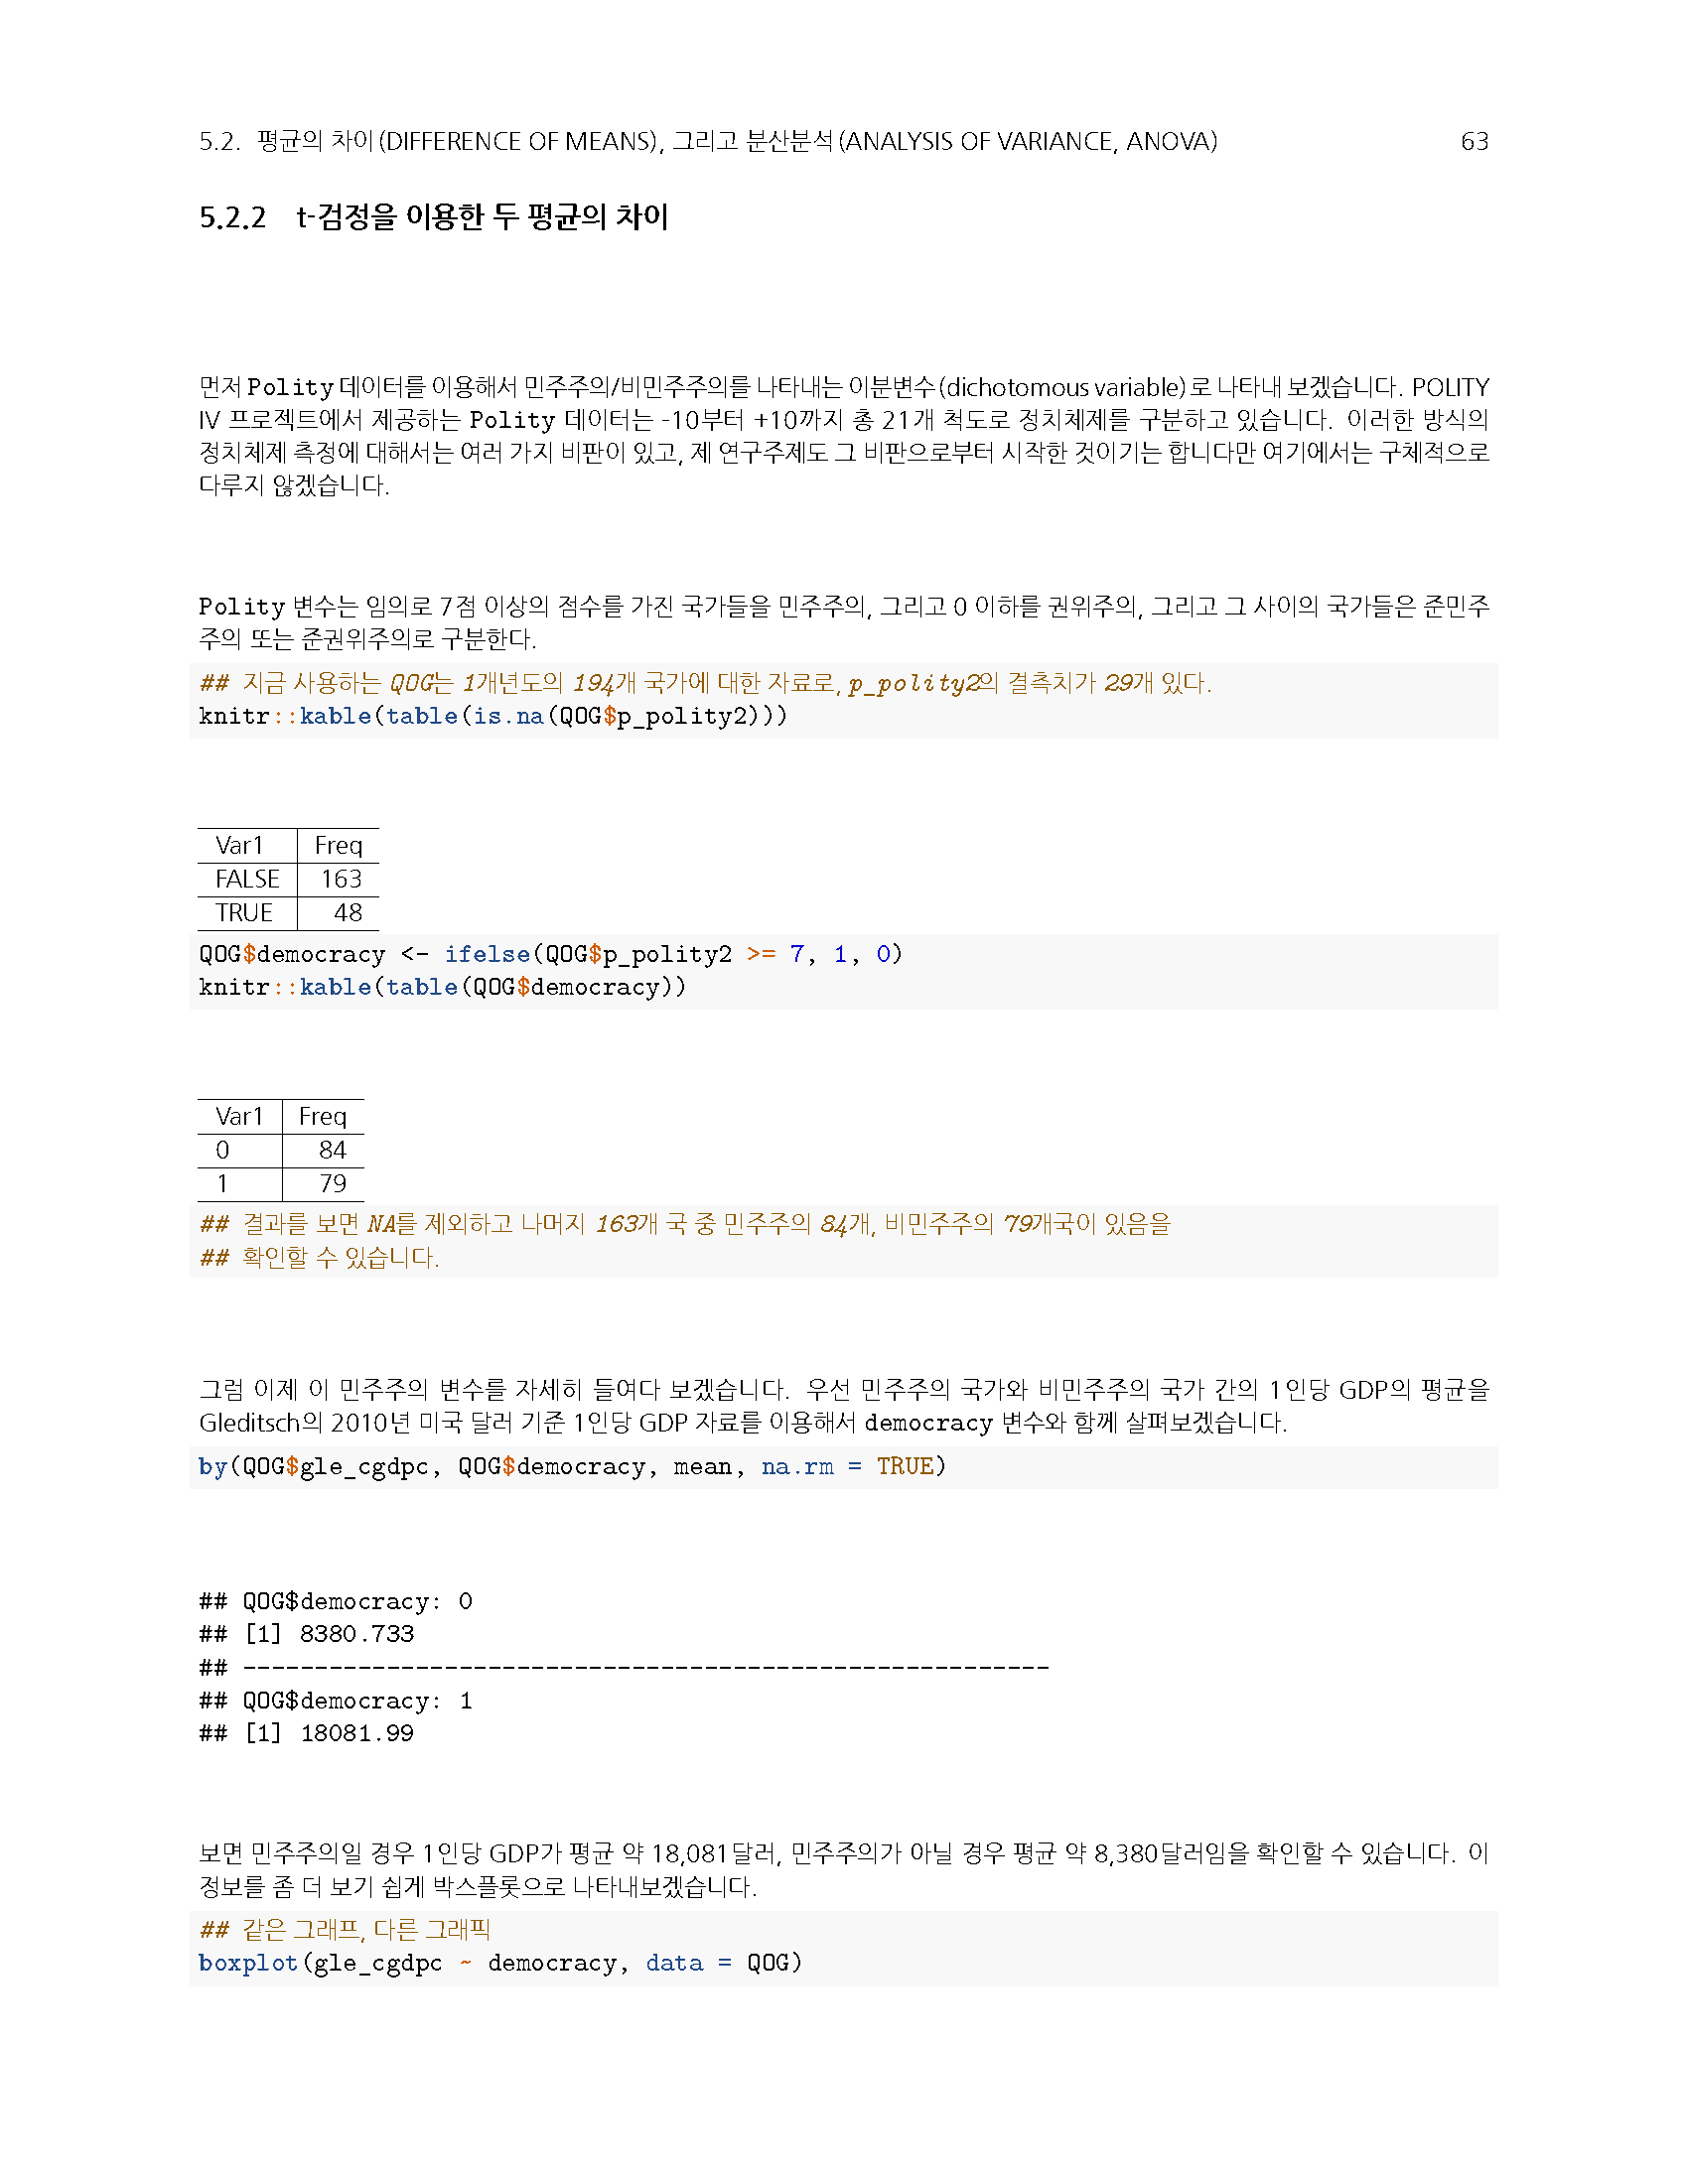 5.2. 평균의 차이(DIFFERENCE OF MEANS), 그리고 분산분석(ANALYSIS OF VARIANCE, ANOVA) 63
5.2.2 t-검정을 이용한 두 평균의 차이
먼저 Polity 데이터를 이용해서 민주주의/비민주주의를 나타내는 이분변수(dichotomous variable)로 나타내 보겠습니다. POLITY
IV 프로젝트에서 제공하는 Polity 데이터는 -10부터 +10까지 총 21개 척도로 정치체제를 구분하고 있습니다. 이러한 방식의
정치체제 측정에 대해서는 여러 가지 비판이 있고, 제 연구주제도 그 비판으로부터 시작한 것이기는 합니다만 여기에서는 구체적으로
다루지 않겠습니다.
Polity 변수는 임의로 7점 이상의 점수를 가진 국가들을 민주주의, 그리고 0 이하를 권위주의, 그리고 그 사이의 국가들은 준민주
주의 또는 준권위주의로 구분한다.
## 지금 사용하는 QOG는 1개년도의 194개 국가에 대한 자료로, p_polity2의 결측치가 29개 있다.
knitr::kable(table(is.na(QOG$p_polity2)))
Var1 Freq
FALSE 163
TRUE 48
QOG$democracy <- ifelse(QOG$p_polity2 >= 7, 1, 0)
knitr::kable(table(QOG$democracy))
Var1 Freq
0 84
1 79
## 결과를 보면 NA를 제외하고 나머지 163개 국 중 민주주의 84개, 비민주주의 79개국이 있음을
## 확인할 수 있습니다.
그럼 이제 이 민주주의 변수를 자세히 들여다 보겠습니다. 우선 민주주의 국가와 비민주주의 국가 간의 1인당 GDP의 평균을
Gleditsch의 2010년 미국 달러 기준 1인당 GDP 자료를 이용해서 democracy 변수와 함께 살펴보겠습니다.
by(QOG$gle_cgdpc, QOG$democracy, mean, na.rm = TRUE)
## QOG$democracy: 0
## [1] 8380.733
## --------------------------------------------------------
## QOG$democracy: 1
## [1] 18081.99
보면 민주주의일 경우 1인당 GDP가 평균 약 18,081달러, 민주주의가 아닐 경우 평균 약 8,380달러임을 확인할 수 있습니다. 이
정보를 좀 더 보기 쉽게 박스플롯으로 나타내보겠습니다.
## 같은 그래프, 다른 그래픽
boxplot(gle_cgdpc ~ democracy, data = QOG)